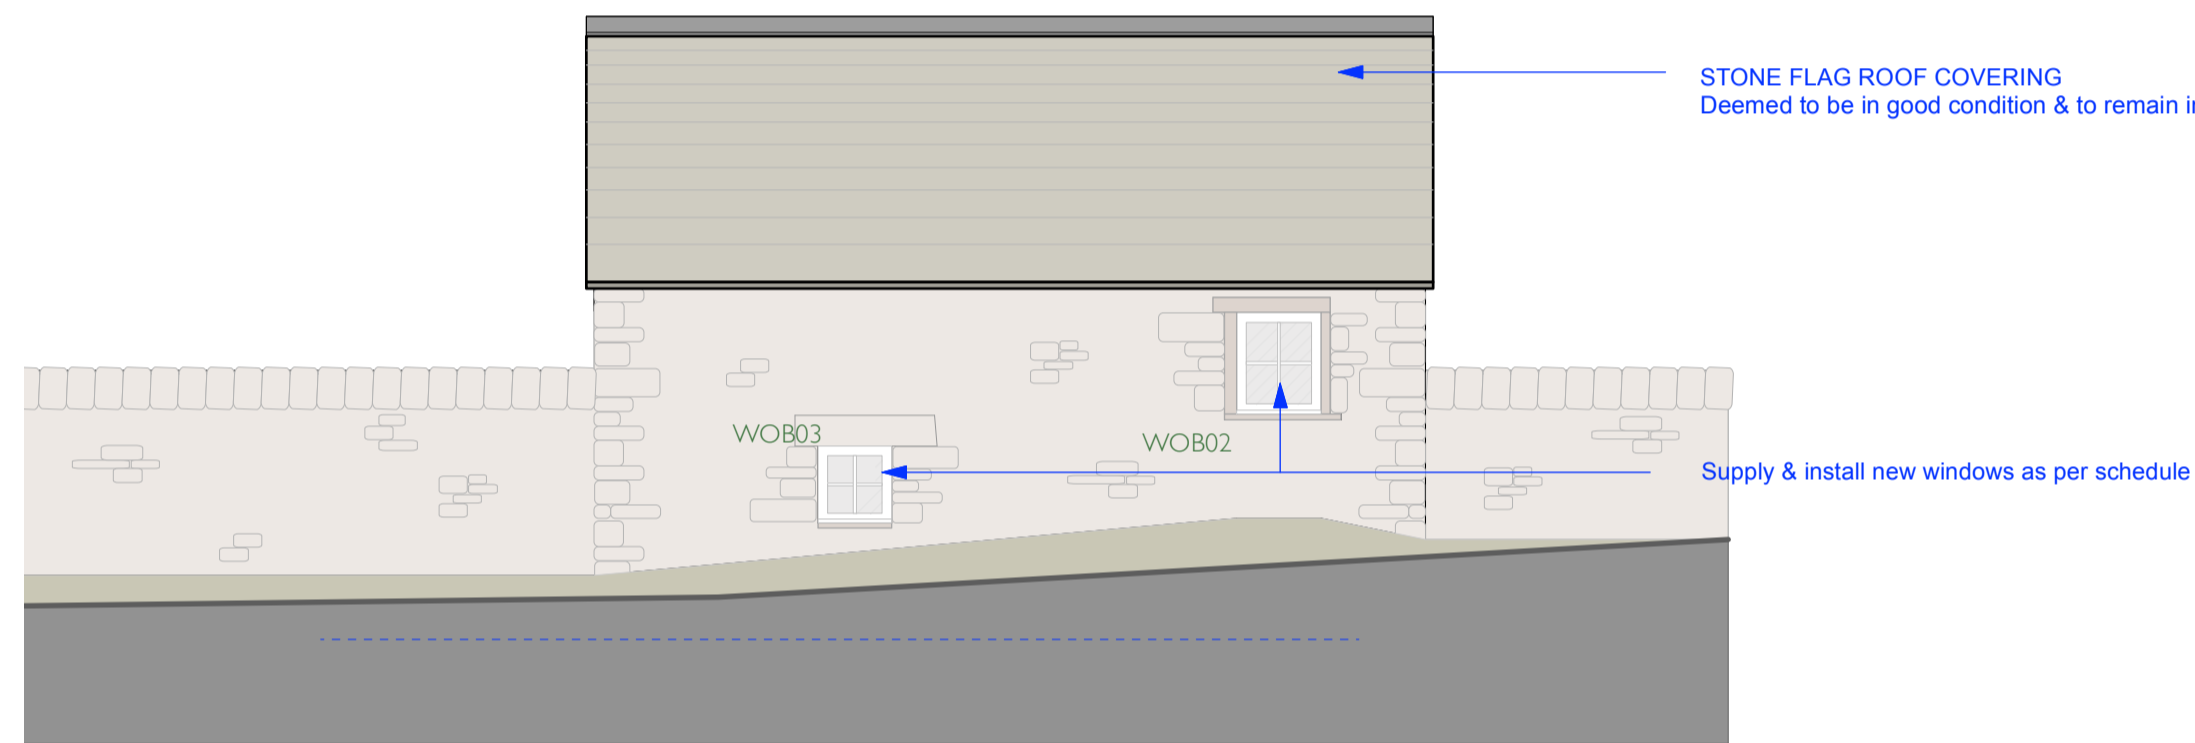 STONE FLAG ROOF COVERING
Deemed to be in good condition & to remain
WOB03
WOB02
Supply & install new windows as per schedule